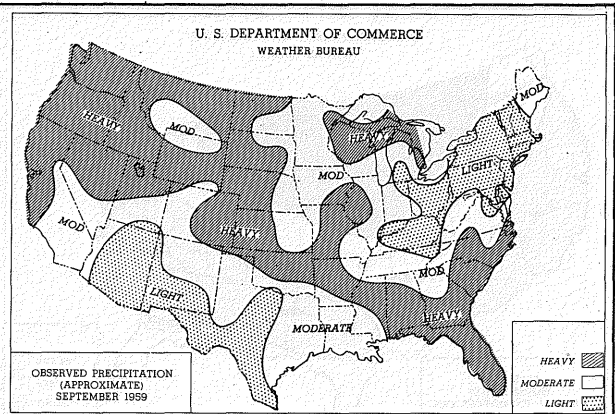 U. S. DEPARTMENT OF COMMERCE
WEATHER BUREAU
MOD
HEAVY
MOD
HEAVY
LIGHT
MOD
MOD
HEAVY
MOD
LIGHT
HEAVY
MODERATE
OBSERVED PRECIPITATION
(APPROXIMATE)
SEPTEMBER 1959
HEAVY
MODERATE
LIGHT